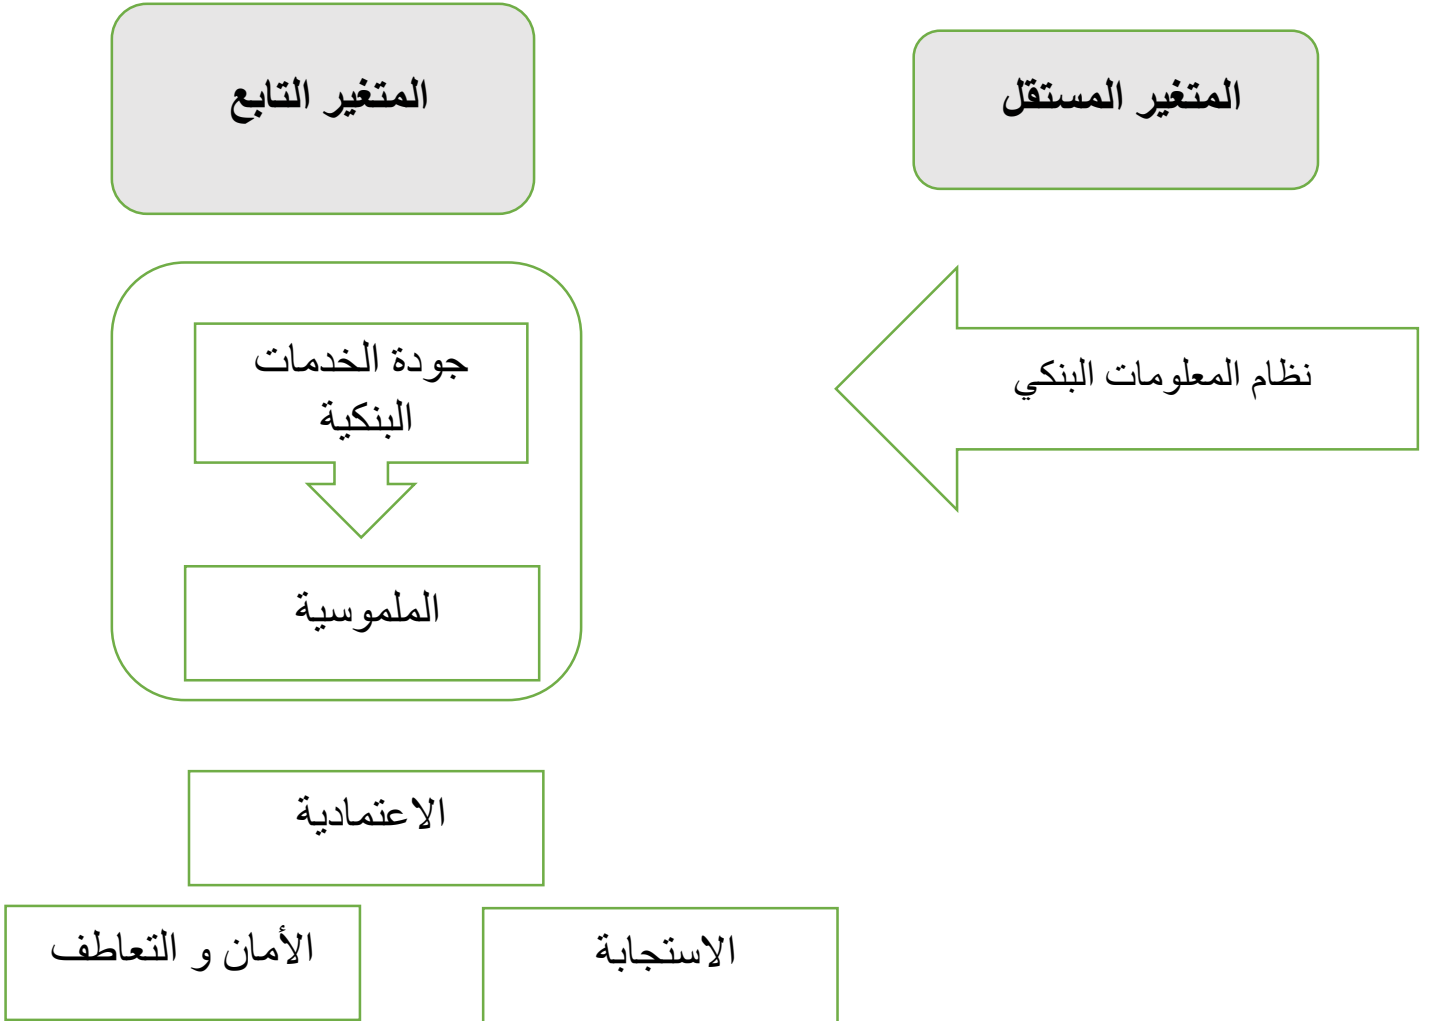 المتغير المستقل
المتغير التابع
نظام المعلومات البنكي
جودة الخدمات
البنكية
الملموسية
الاعتمادية
الاستجابة
الأمان و التعاطف